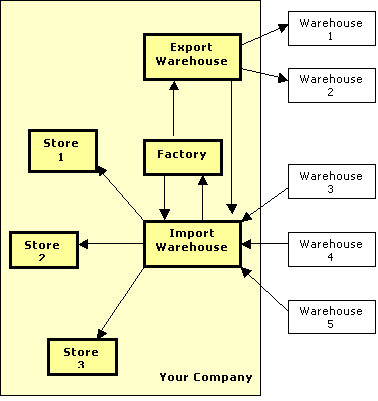 Export
Warehouse
Warehouse
1
Warehouse
2
Store
1
Factory
Warehouse
3
Store
2
Import
Warehouse
Warehouse
4
Warehouse
5
Store
3
Your Company